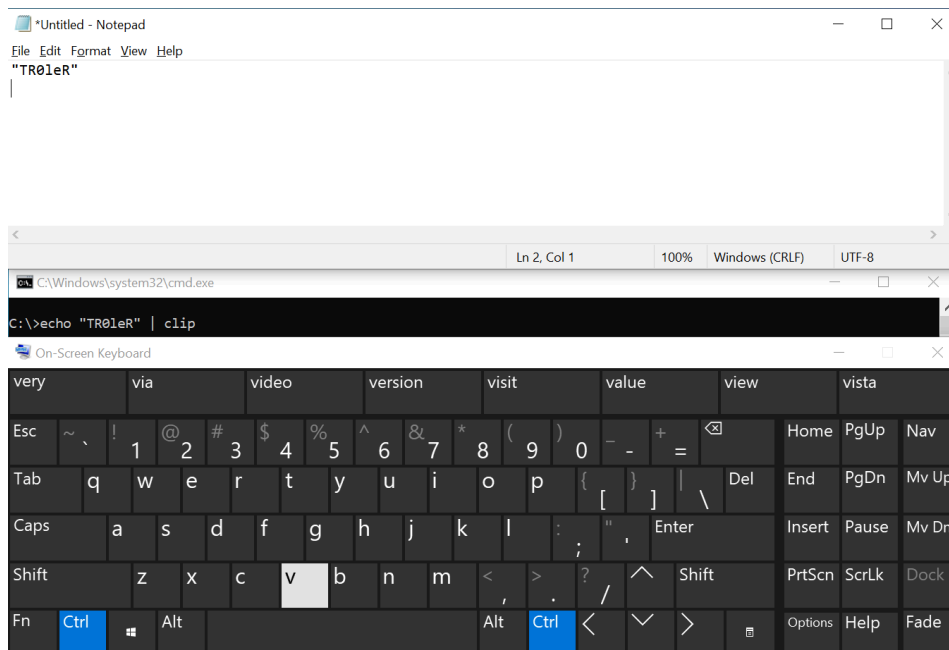 *Untitled - Notepad
File Edit Format View Help
"TR0leR"
Ln 2, Col 1 100% Windows (CRLF) UTF-8
C:\Windows\system32\cmd.exe
C:\>echo "TR0leR" | clip
On-Screen Keyboard
very via video version visit value view vista
Esc ~ ` ! 1 @ 2 # 3 $ 4 % 5 ^ 6 & 7 * 8 ( 9 ) 0 _ - + = Home PgUp Nav
Tab q w e r t y u i o p { [ } ] | \ Del End PgDn Mv Up
Caps a s d f g h j k l : ; " ' Enter Insert Pause Mv Dn
Shift z x c v b n m < , > . ? / Shift PrtScn ScrLk Dock
Fn Ctrl Alt Alt Ctrl Options Help Fade